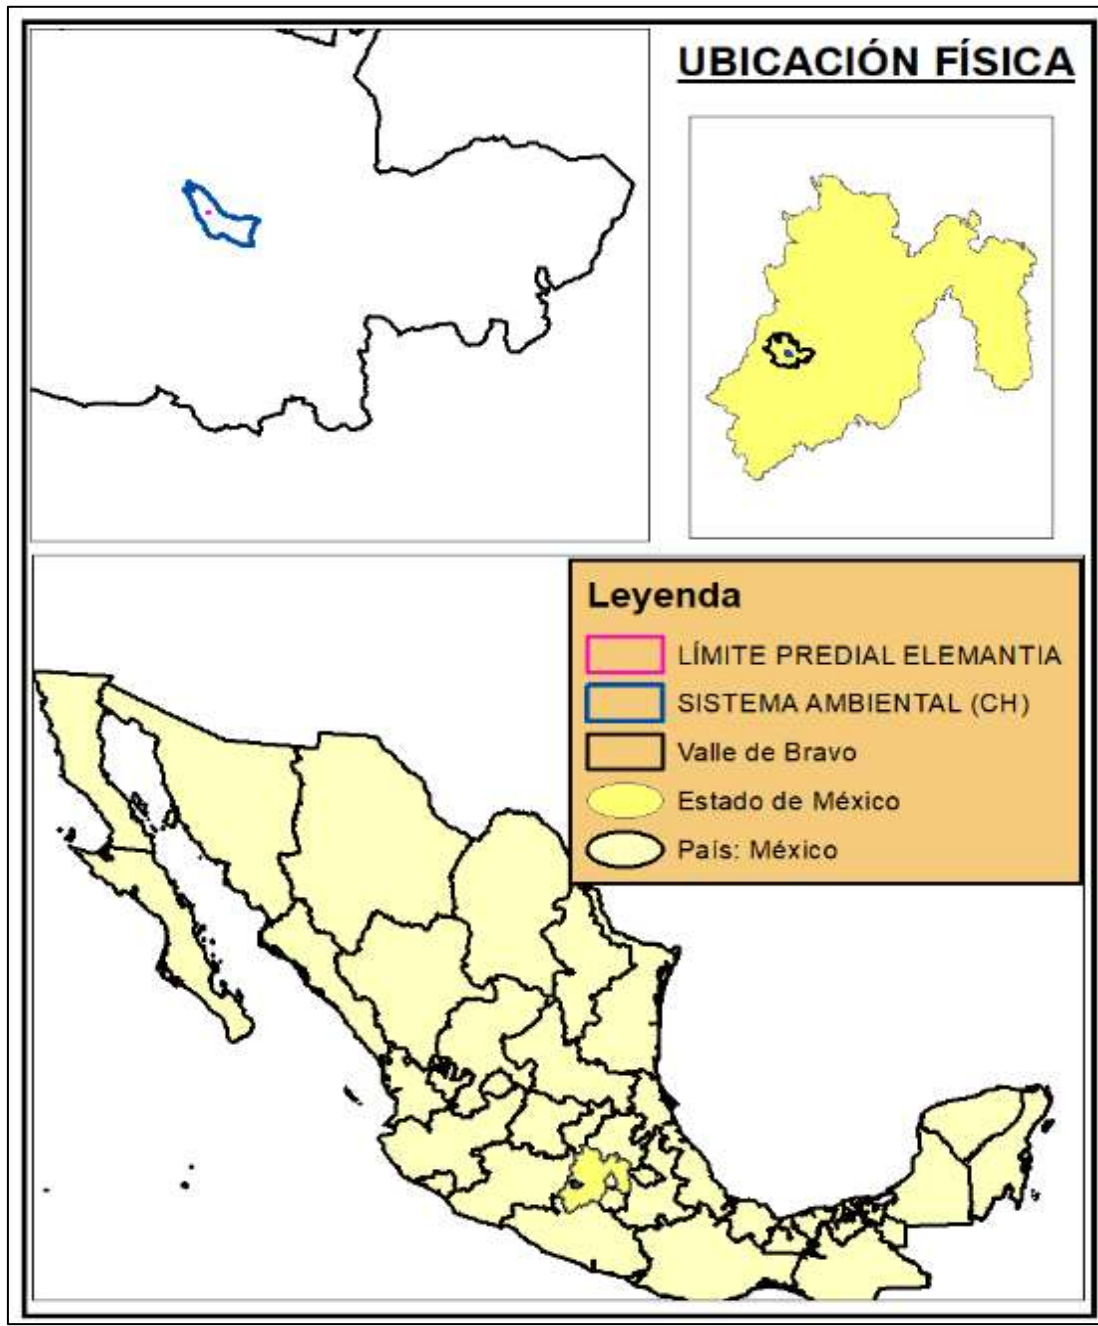 UBICACIÓN FÍSICA
Leyenda
LÍMITE PREDIAL ELEMANTIA
SISTEMA AMBIENTAL (CH)
Valle de Bravo
Estado de México
País: México